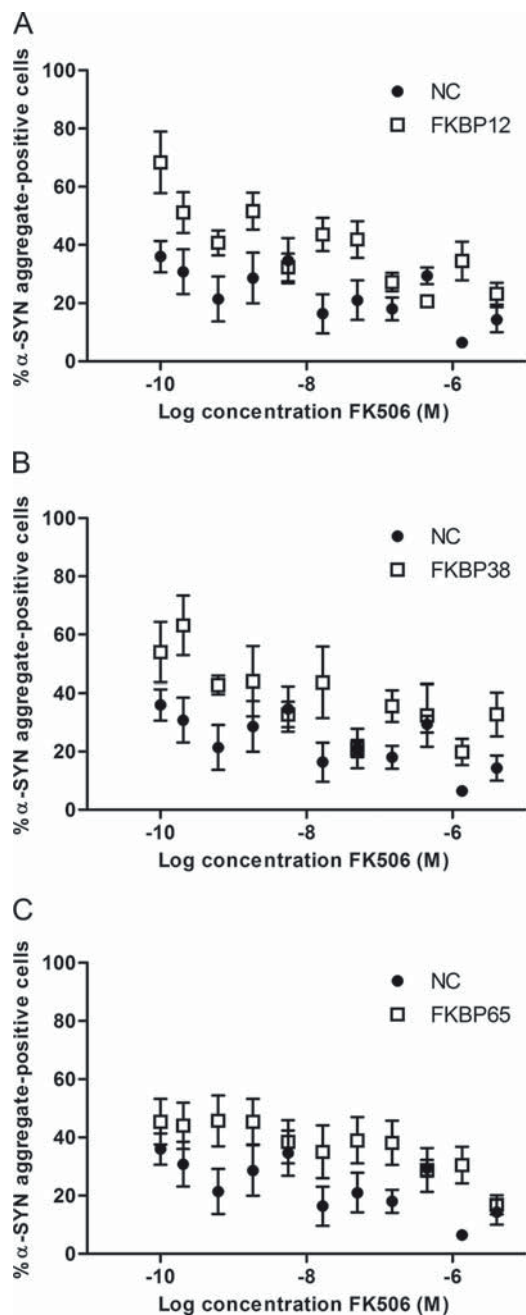 A
% α-SYN aggregate-positive cells
100
80
60
40
20
0
NC
FKBP12
-10
-8
-6
Log concentration FK506 (M)
B
% α-SYN aggregate-positive cells
100
80
60
40
20
0
NC
FKBP38
-10
-8
-6
Log concentration FK506 (M)
C
% α-SYN aggregate-positive cells
100
80
60
40
20
0
NC
FKBP65
-10
-8
-6
Log concentration FK506 (M)